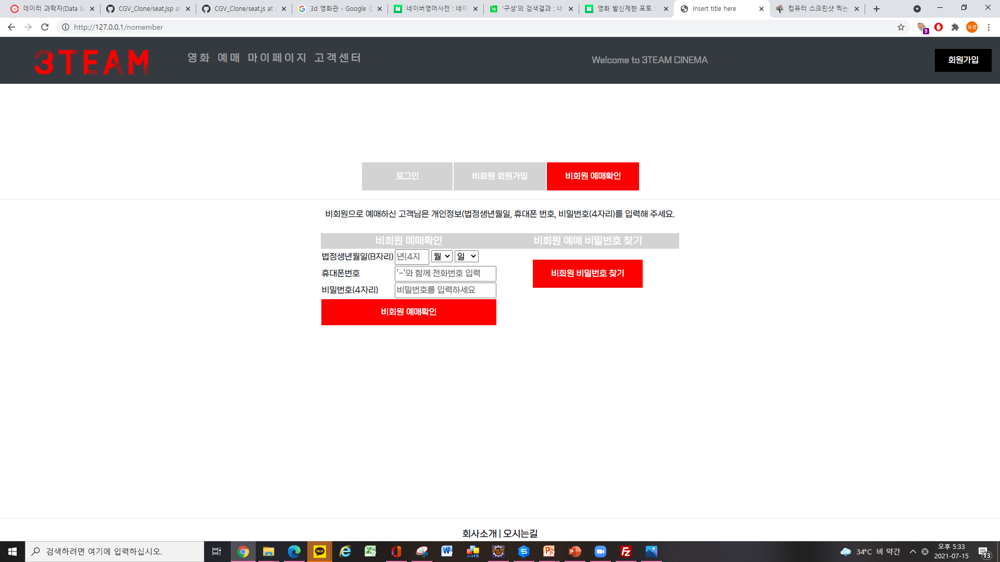 데이터 과학자(Data Sc
CGV_Clone/seat.jsp at
CGV_Clone/seat.js at
3d 영화관 - Google
네이버영어사전 : 네이
'구성'의 검색결과 : 네
영화 발신제한 포토 :
Insert title here
컴퓨터 스크린샷 찍는
http://127.0.0.1/nomember
9
유경
3TEAM
영화 예매 마이페이지 고객센터
Welcome to 3TEAM CINEMA
회원가입
로그인
비회원 회원가입
비회원 예매확인
비회원으로 예매하신 고객님은 개인정보(법정생년월일, 휴대폰 번호, 비밀번호(4자리)를 입력해 주세요.
비회원 예매확인
비회원 예매 비밀번호 찾기
법정생년월일(8자리) 년(4지 월 일
휴대폰번호 '-'와 함께 전화번호 입력
비회원 비밀번호 찾기
비밀번호(4자리) 비밀번호를 입력하세요
비회원 예매확인
회사소개 | 오시는길
검색하려면 여기에 입력하십시오.
TALK
wxFB
34°C 비 약간
오후 5:33
2021-07-15
13